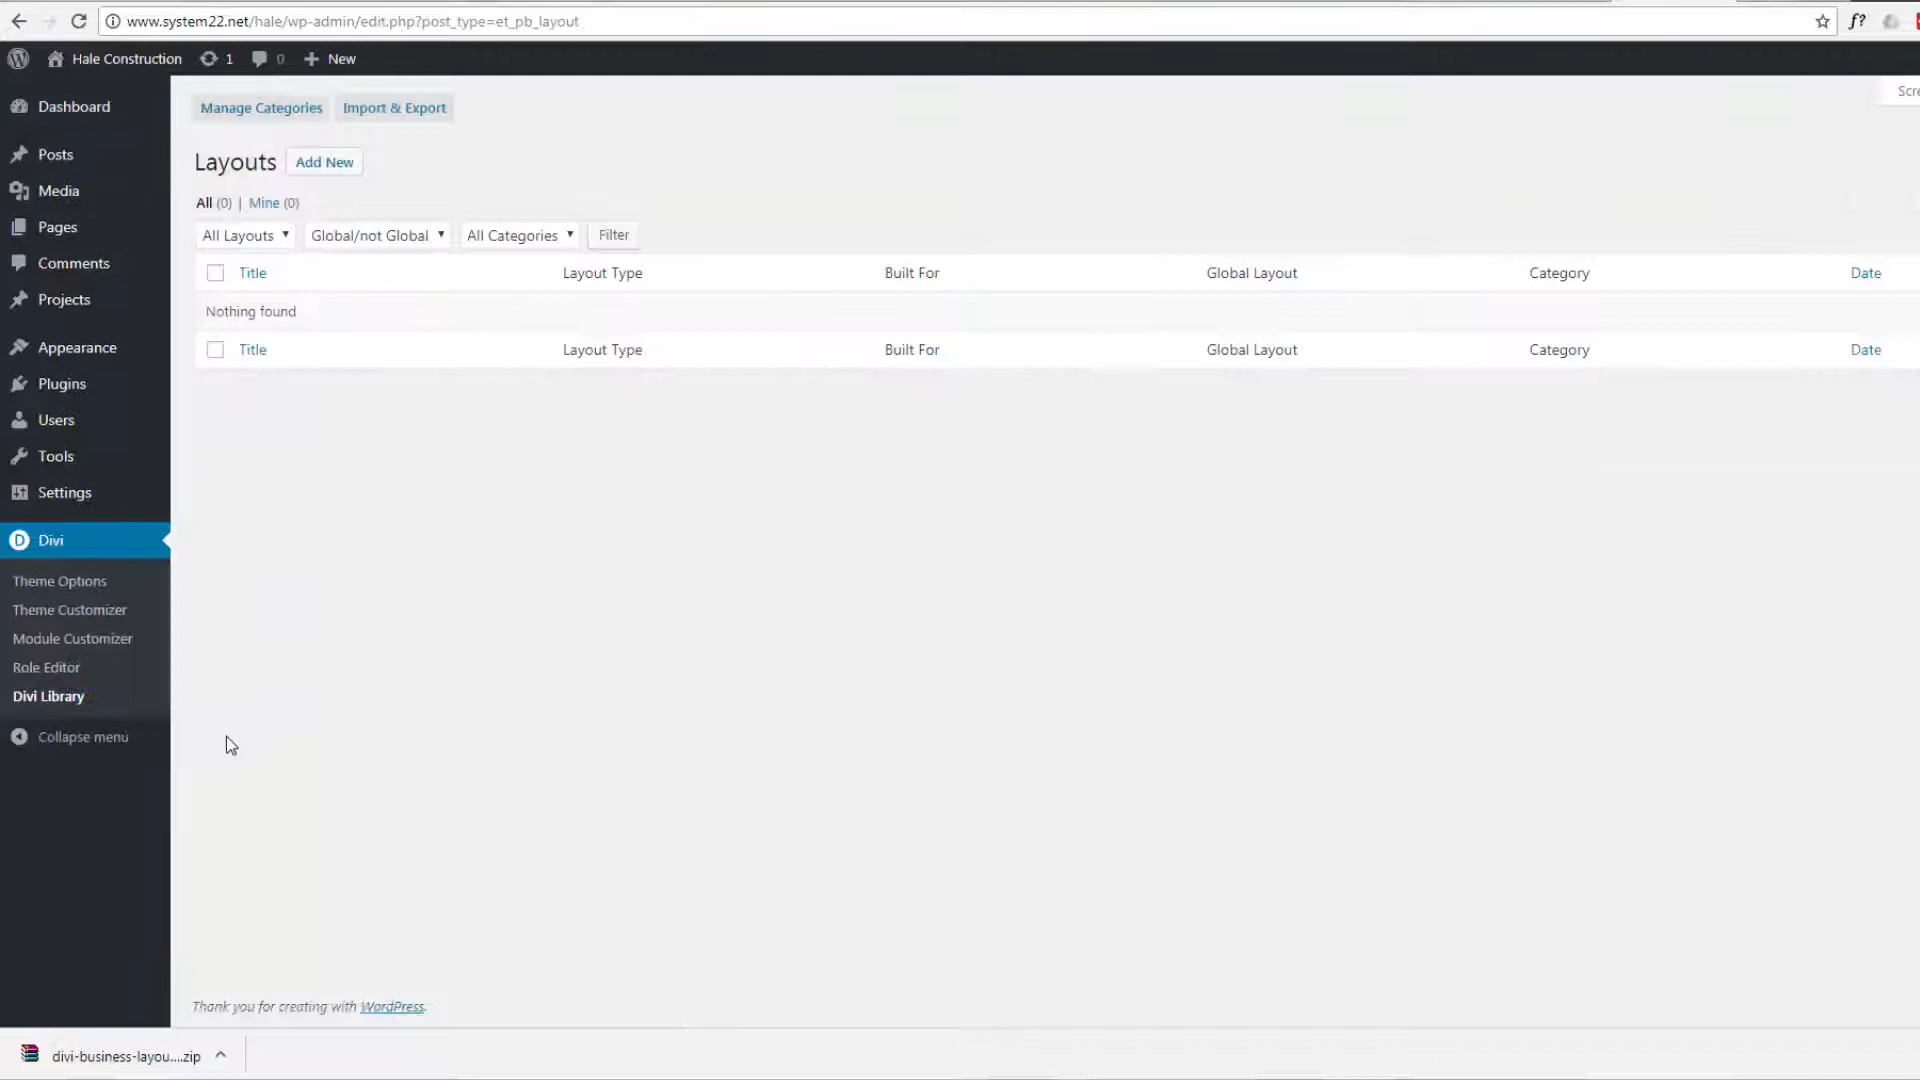 www.system22.net/hale/wp-admin/edit.php?post_type=et_pb_layout
f?
Hale Construction 1 0 New
Dashboard
Posts
Media
Pages
Comments
Projects
Appearance
Plugins
Users
Tools
Settings
Divi
Theme Options
Theme Customizer
Module Customizer
Role Editor
Divi Library
Collapse menu
Manage Categories Import & Export
Scre
Layouts Add New
All (0) | Mine (0)
All Layouts Global/not Global All Categories Filter
Title Layout Type Built For Global Layout Category Date
Nothing found
Title Layout Type Built For Global Layout Category Date
Thank you for creating with WordPress.
divi-business-layou....zip